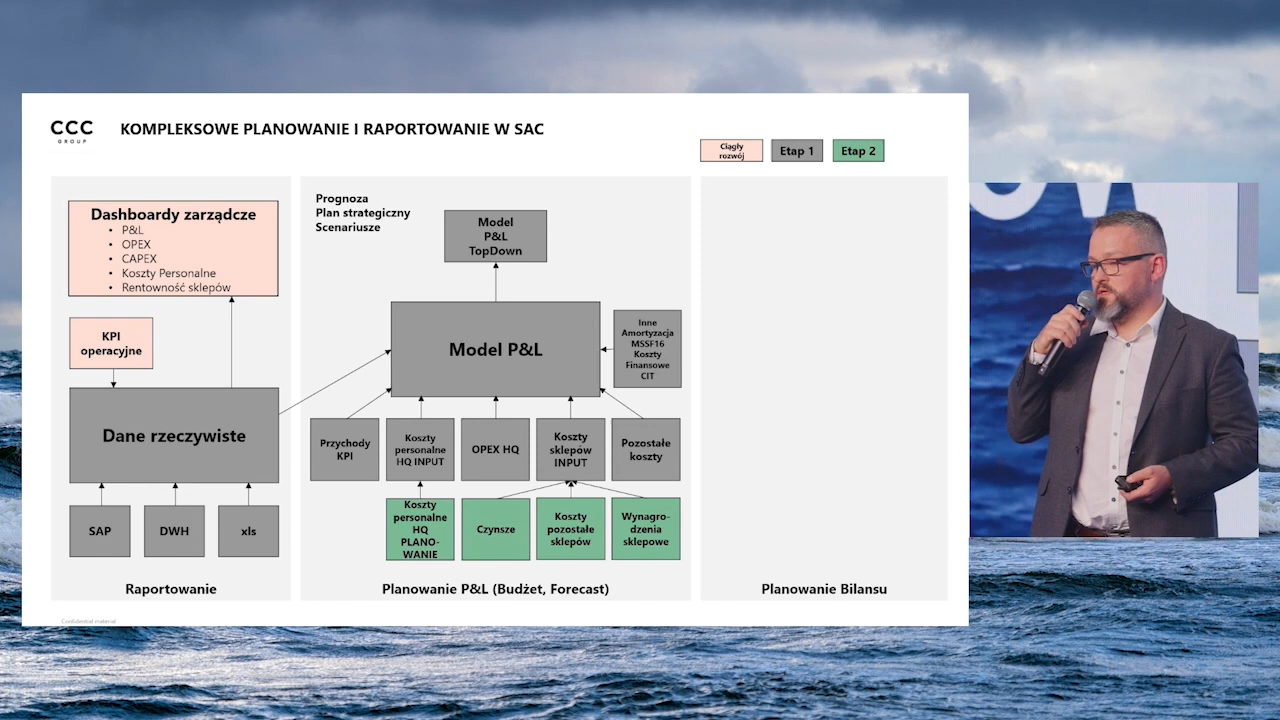 CCC
GROUP
KOMPLEKSOWE PLANOWANIE I RAPORTOWANIE W SAC
Ciągły
rozwój
Etap 1
Etap 2
Dashboardy zarządcze
• P&L
• OPEX
• CAPEX
• Koszty Personalne
• Rentowność sklepów
KPI
operacyjne
Dane rzeczywiste
SAP
DWH
xls
Raportowanie
Prognoza
Plan strategiczny
Scenariusze
Model
P&L
TopDown
Model P&L
Inne
Amortyzacja
MSSF16
Koszty
Finansowe
CIT
Przychody
KPI
Koszty
personalne
HQ INPUT
OPEX HQ
Koszty
sklepów
INPUT
Pozostałe
koszty
Koszty
personalne
HQ
PLANO-
WANIE
Czynsze
Koszty
pozostałe
sklepów
Wynagro-
dzenia
sklepowe
Planowanie P&L (Budżet, Forecast)
Planowanie Bilansu
Confidential material